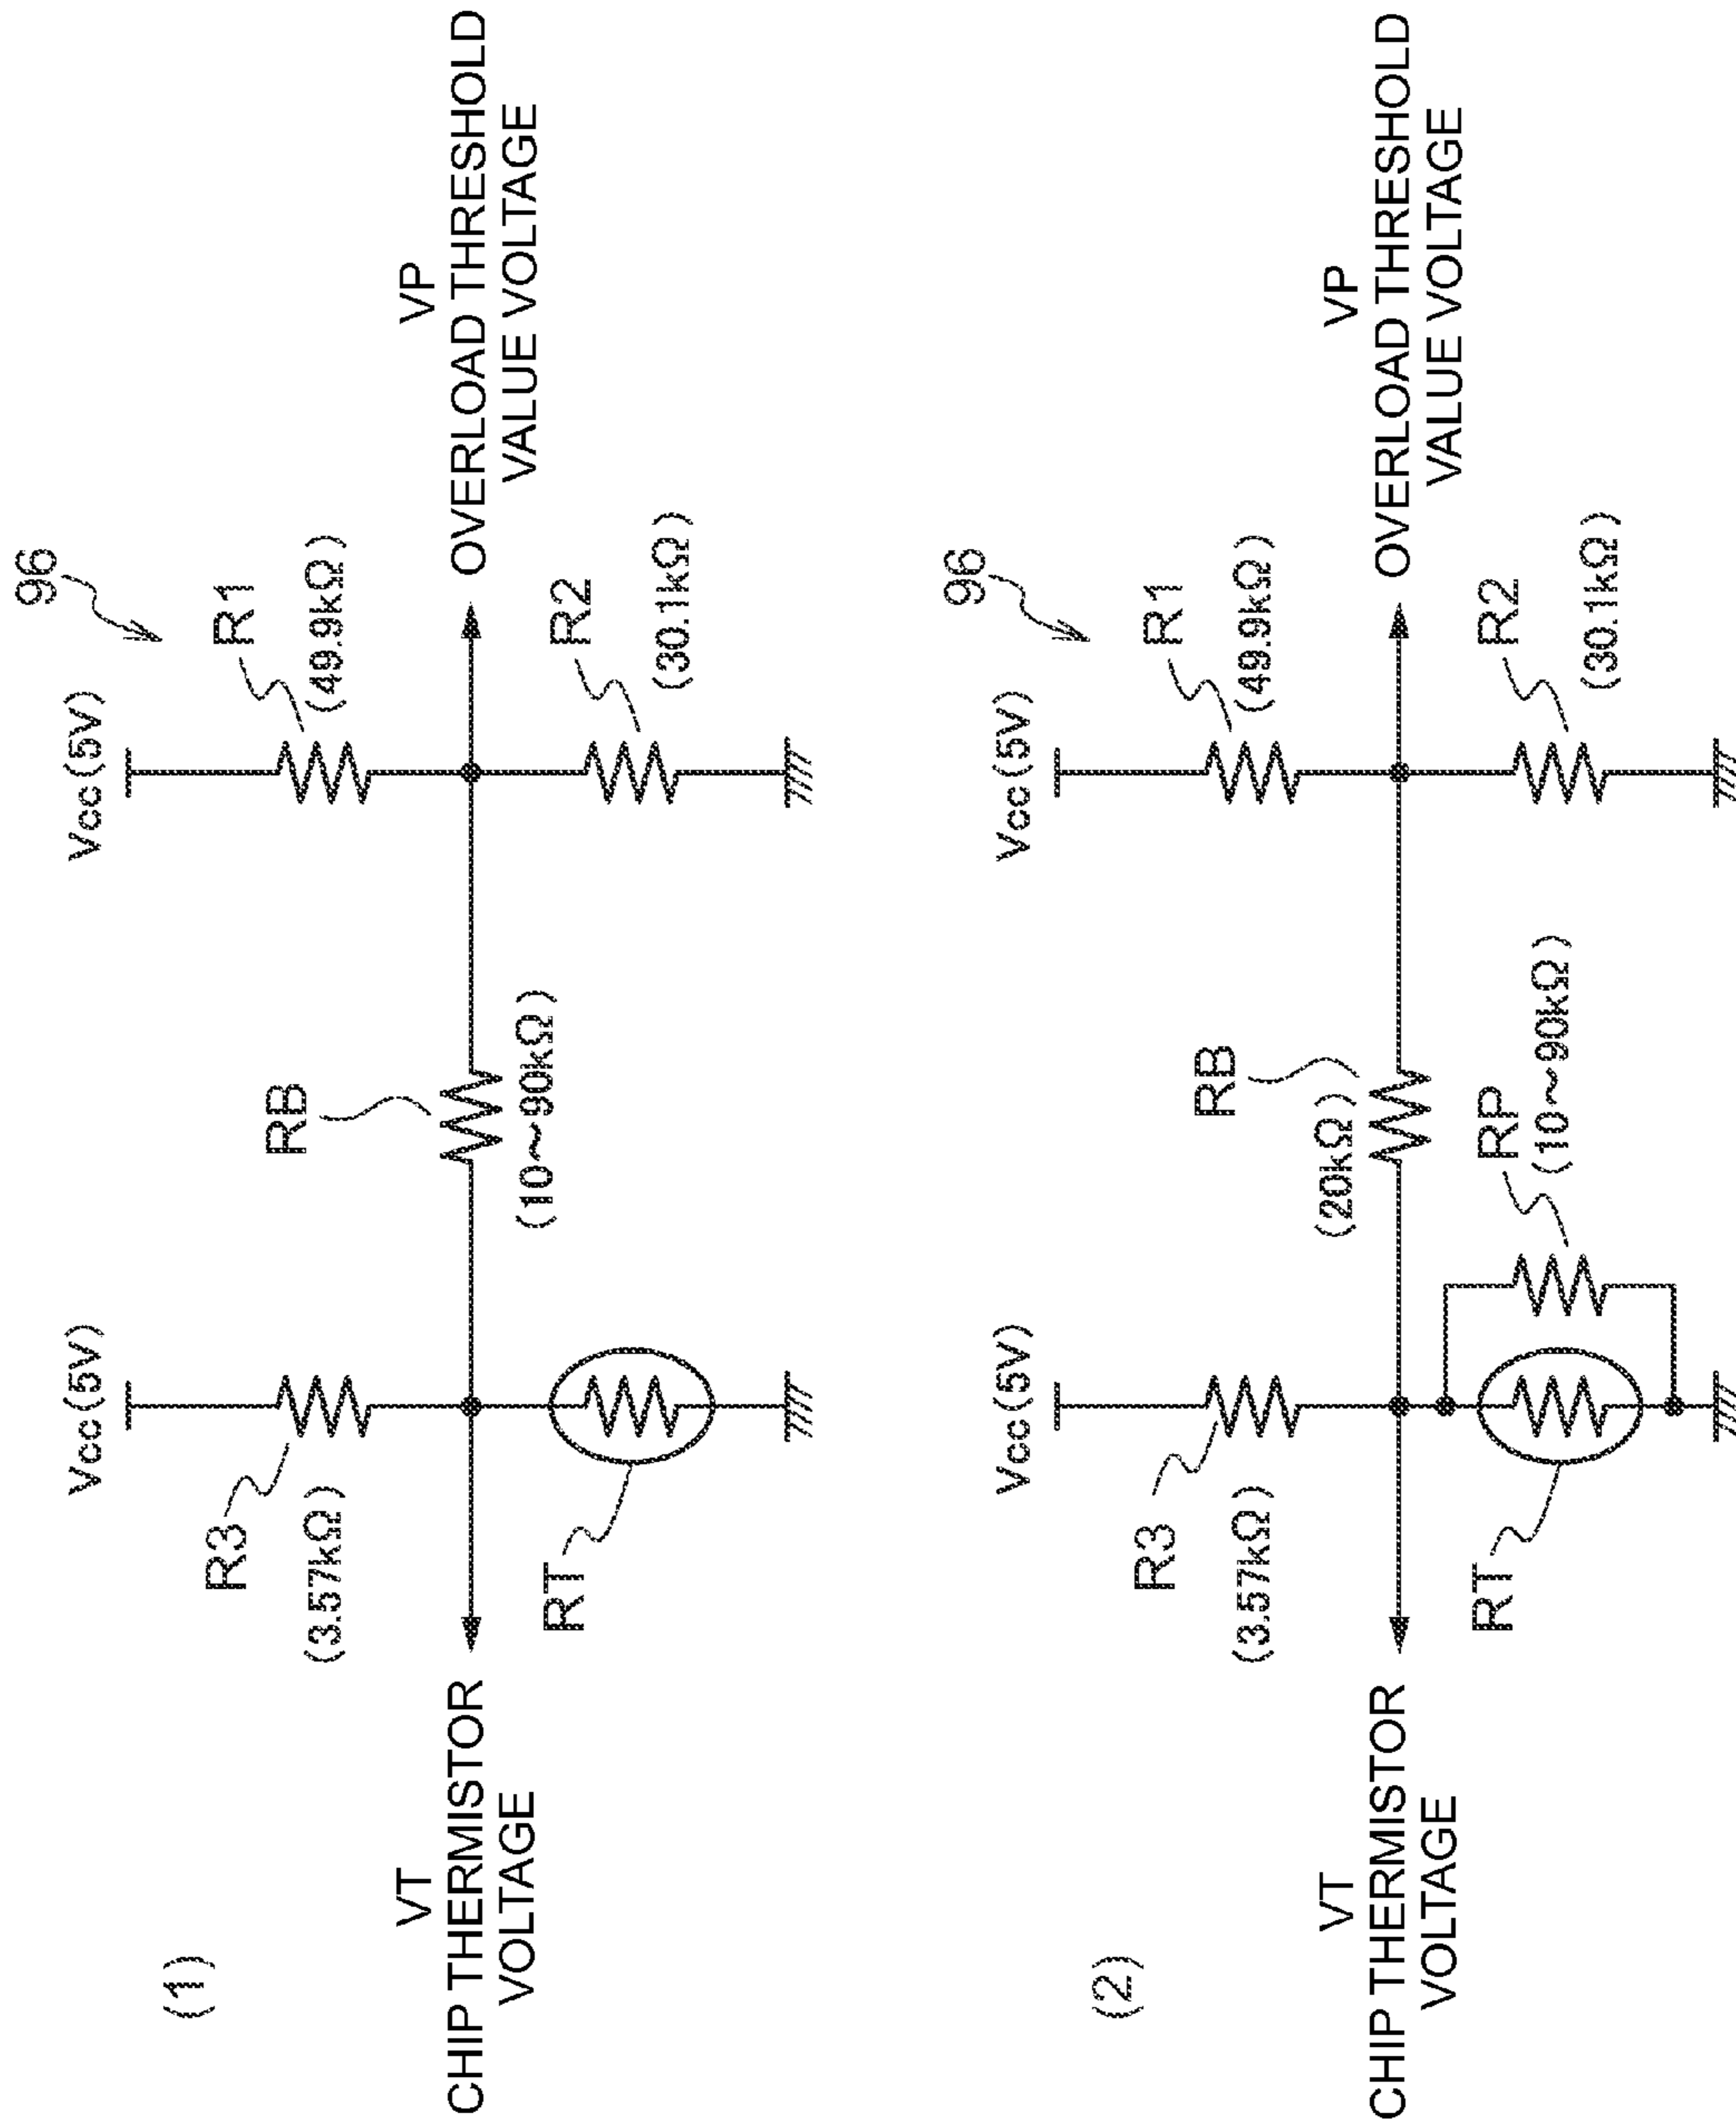 (1)
96
Vcc(5V)
Vcc(5V)
R3
(3.57kΩ)
R1
(49.9kΩ)
RB
(10~90kΩ)
VT
CHIP THERMISTOR
VOLTAGE
VP
OVERLOAD THRESHOLD
VALUE VOLTAGE
RT
R2
(30.1kΩ)
(2)
96
Vcc(5V)
Vcc(5V)
R3
(3.57kΩ)
R1
(49.9kΩ)
RB
(20kΩ)
VT
CHIP THERMISTOR
VOLTAGE
VP
OVERLOAD THRESHOLD
VALUE VOLTAGE
RT
RP
(10~90kΩ)
R2
(30.1kΩ)